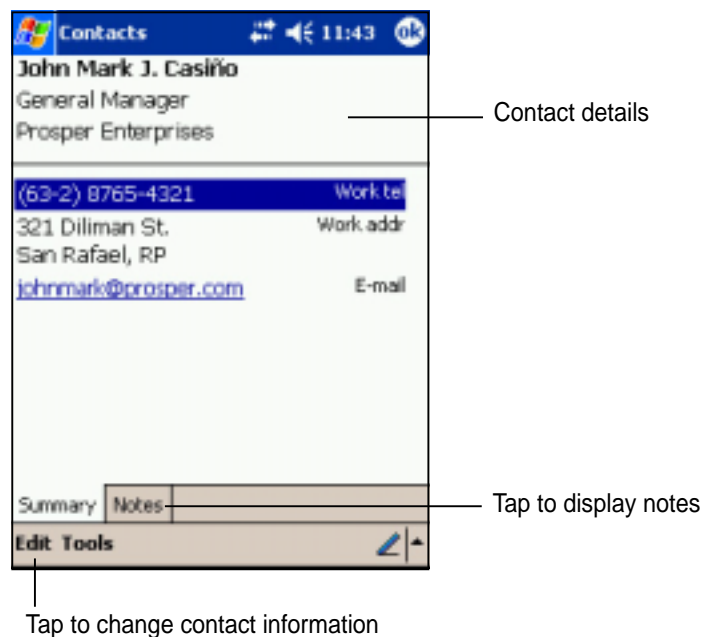 Contacts 11:43 ok
John Mark J. Casiño
General Manager
Prosper Enterprises
Contact details
(63-2) 8765-4321 Work tel
321 Diliman St. Work addr
San Rafael, RP
johnmark@prosper.com E-mail
Summary Notes
Tap to display notes
Edit Tools
Tap to change contact information